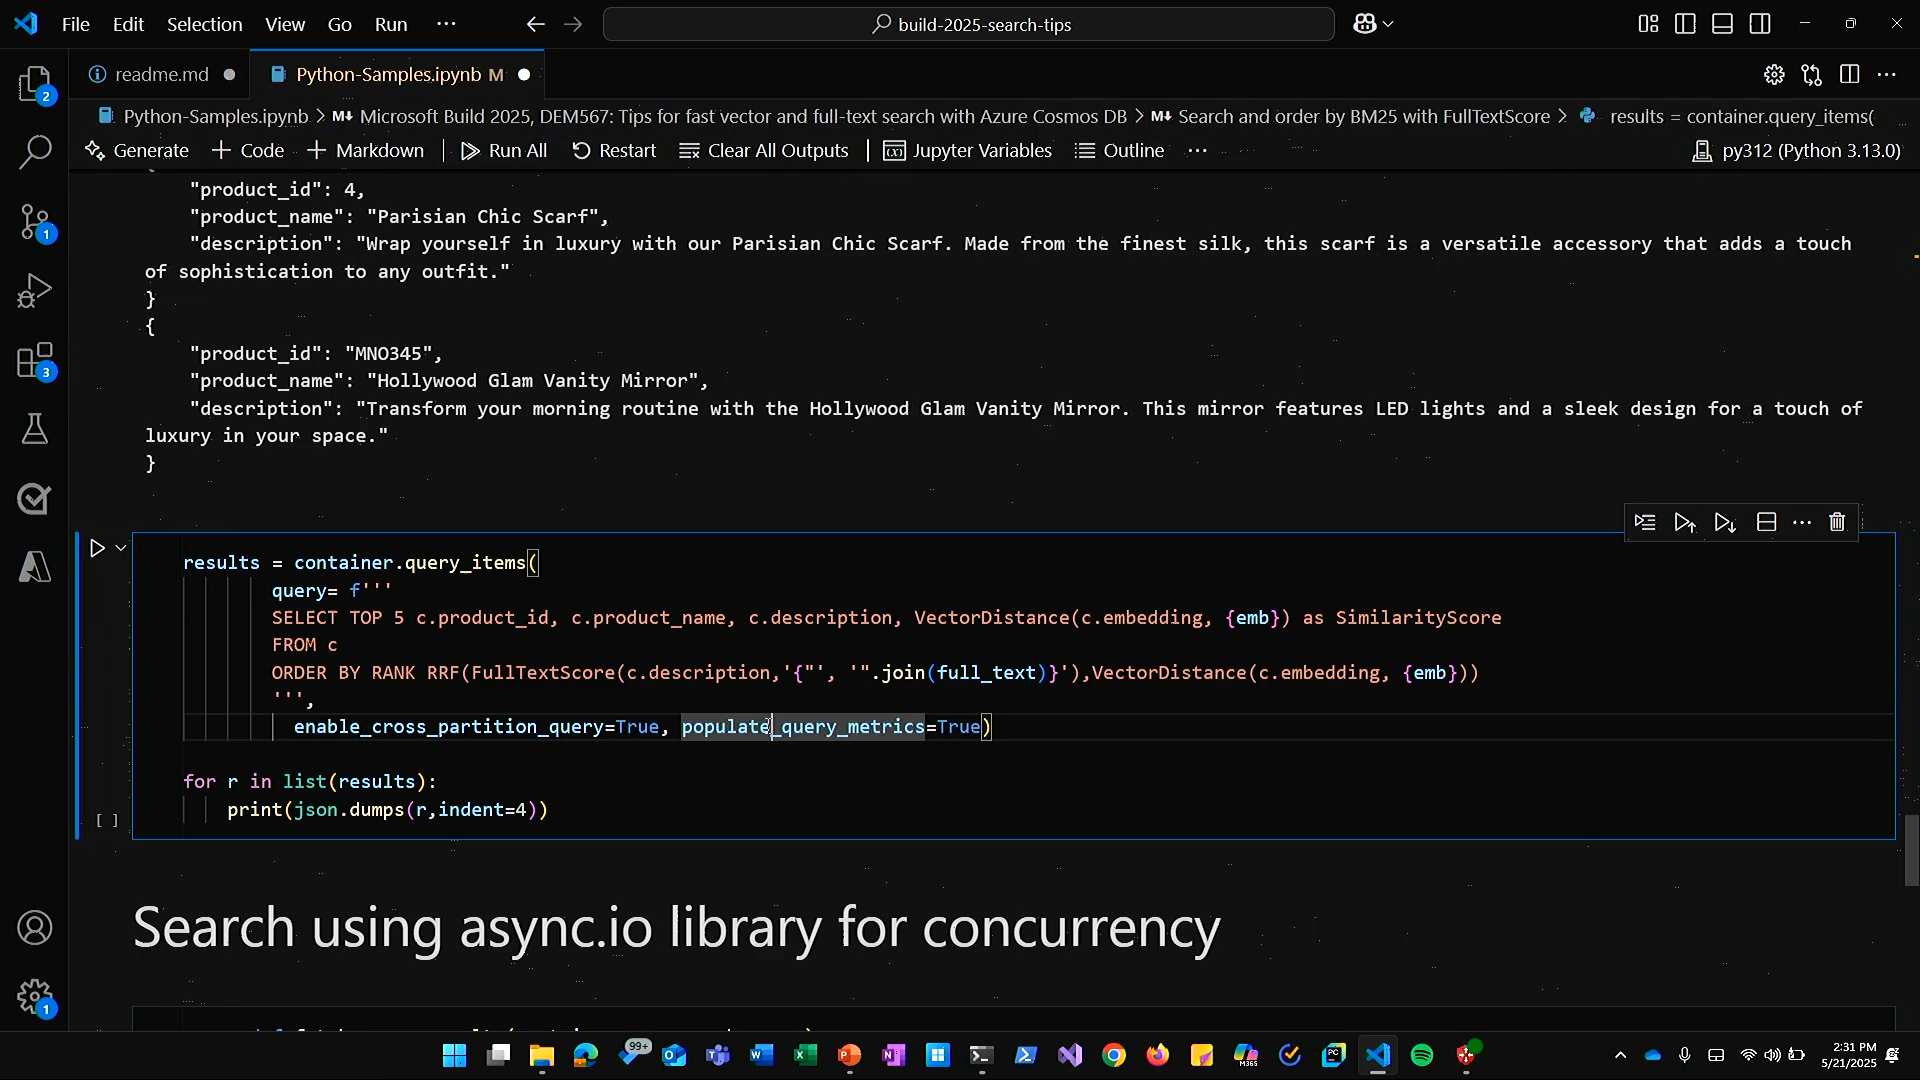 File Edit Selection View Go Run ··· build-2025-search-tips
readme.md Python-Samples.ipynb M
Python-Samples.ipynb > M↓ Microsoft Build 2025, DEM567: Tips for fast vector and full-text search with Azure Cosmos DB > M↓ Search and order by BM25 with FullTextScore > results = container.query_items(
Generate + Code + Markdown Run All Restart Clear All Outputs Jupyter Variables Outline ··· py312 (Python 3.13.0)
"product_id": 4,
"product_name": "Parisian Chic Scarf",
"description": "Wrap yourself in luxury with our Parisian Chic Scarf. Made from the finest silk, this scarf is a versatile accessory that adds a touch
of sophistication to any outfit."
}
{
"product_id": "MNO345",
"product_name": "Hollywood Glam Vanity Mirror",
"description": "Transform your morning routine with the Hollywood Glam Vanity Mirror. This mirror features LED lights and a sleek design for a touch of
luxury in your space."
}
results = container.query_items(
query= f'''
SELECT TOP 5 c.product_id, c.product_name, c.description, VectorDistance(c.embedding, {emb}) as SimilarityScore
FROM c
ORDER BY RANK RRF(FullTextScore(c.description,'{"', '".join(full_text)}'),VectorDistance(c.embedding, {emb}))
''',
enable_cross_partition_query=True, populate_query_metrics=True)
for r in list(results):
print(json.dumps(r,indent=4))
[ ]
Search using async.io library for concurrency
2
1
3
1
99+
M365
PC
2:31 PM
5/21/2025